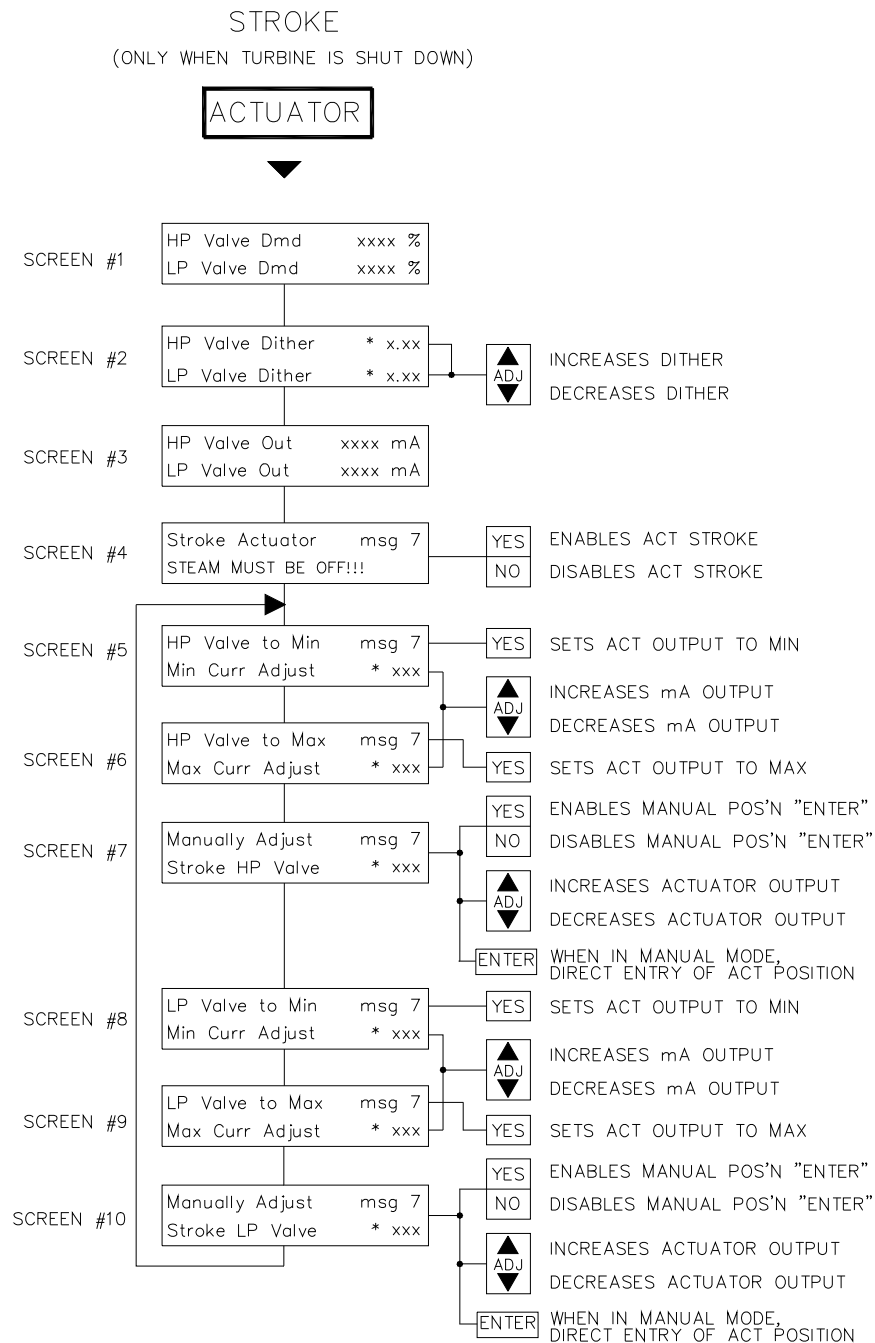 STROKE
(ONLY WHEN TURBINE IS SHUT DOWN)
ACTUATOR
SCREEN #1
HP Valve Dmd xxxx %
LP Valve Dmd xxxx %
SCREEN #2
HP Valve Dither * x.xx
LP Valve Dither * x.xx
ADJ
INCREASES DITHER
DECREASES DITHER
SCREEN #3
HP Valve Out xxxx mA
LP Valve Out xxxx mA
SCREEN #4
Stroke Actuator msg 7
STEAM MUST BE OFF!!!
YES ENABLES ACT STROKE
NO DISABLES ACT STROKE
SCREEN #5
HP Valve to Min msg 7
Min Curr Adjust * xxx
YES SETS ACT OUTPUT TO MIN
ADJ
INCREASES mA OUTPUT
DECREASES mA OUTPUT
SCREEN #6
HP Valve to Max msg 7
Max Curr Adjust * xxx
YES SETS ACT OUTPUT TO MAX
SCREEN #7
Manually Adjust msg 7
Stroke HP Valve * xxx
YES ENABLES MANUAL POS'N "ENTER"
NO DISABLES MANUAL POS'N "ENTER"
ADJ
INCREASES ACTUATOR OUTPUT
DECREASES ACTUATOR OUTPUT
ENTER WHEN IN MANUAL MODE,
DIRECT ENTRY OF ACT POSITION
SCREEN #8
LP Valve to Min msg 7
Min Curr Adjust * xxx
YES SETS ACT OUTPUT TO MIN
ADJ
INCREASES mA OUTPUT
DECREASES mA OUTPUT
SCREEN #9
LP Valve to Max msg 7
Max Curr Adjust * xxx
YES SETS ACT OUTPUT TO MAX
SCREEN #10
Manually Adjust msg 7
Stroke LP Valve * xxx
YES ENABLES MANUAL POS'N "ENTER"
NO DISABLES MANUAL POS'N "ENTER"
ADJ
INCREASES ACTUATOR OUTPUT
DECREASES ACTUATOR OUTPUT
ENTER WHEN IN MANUAL MODE,
DIRECT ENTRY OF ACT POSITION